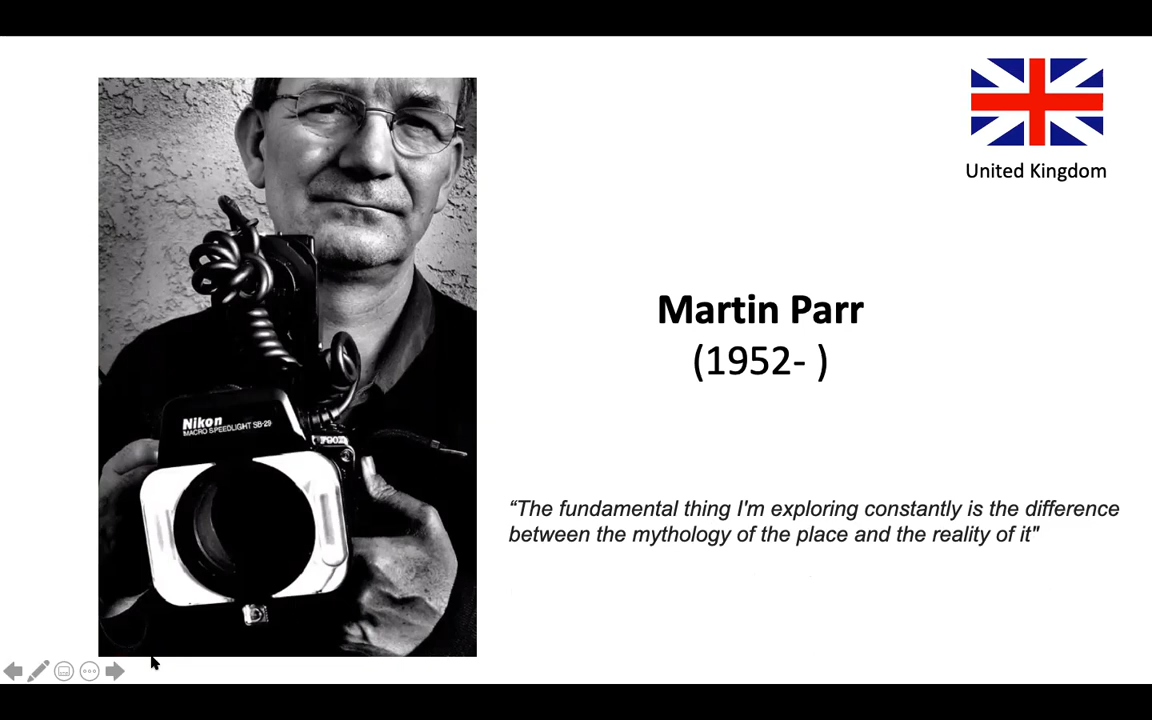 United Kingdom
Martin Parr
(1952- )
Nikon
MACRO SPEEDLIGHT SB-29
F90X
“The fundamental thing I'm exploring constantly is the difference
between the mythology of the place and the reality of it"